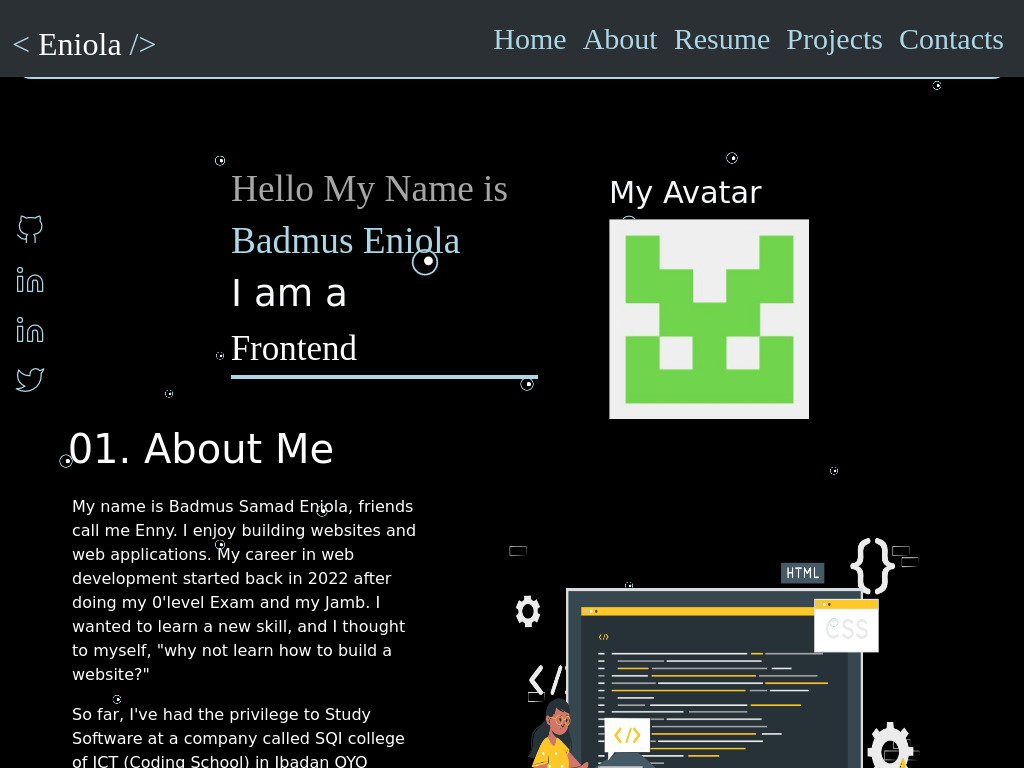 < Eniola />
Home About Resume Projects Contacts
Hello My Name is
Badmus Eniola
I am a
Frontend
My Avatar
01. About Me
My name is Badmus Samad Eniola, friends
call me Enny. I enjoy building websites and
web applications. My career in web
development started back in 2022 after
doing my 0'level Exam and my Jamb. I
wanted to learn a new skill, and I thought
to myself, "why not learn how to build a
website?"
So far, I've had the privilege to Study
Software at a company called SQI college
of ICT (Coding School) in Ibadan OYO
HTML
{}
CSS
</>
</>
</